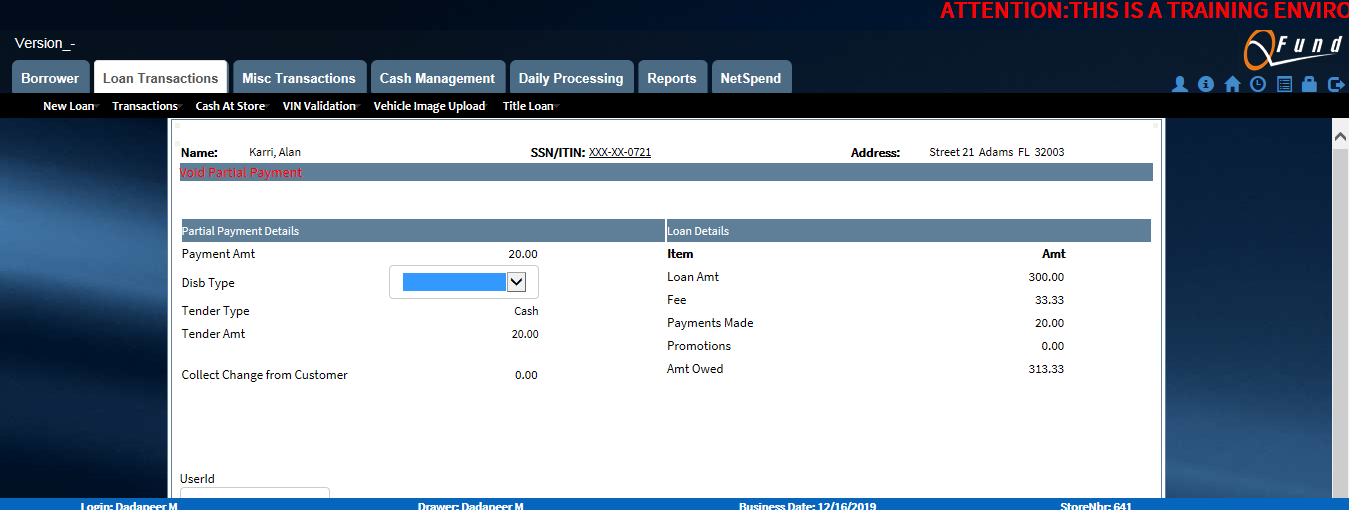 ATTENTION:THIS IS A TRAINING ENVIRO
Version_-
QFund
Borrower Loan Transactions Misc Transactions Cash Management Daily Processing Reports NetSpend
New Loan Transactions Cash At Store VIN Validation Vehicle Image Upload Title Loan
Name: Karri, Alan SSN/ITIN: XXX-XX-0721 Address: Street 21 Adams FL 32003
Void Partial Payment
Partial Payment Details Loan Details
Payment Amt 20.00 Item Amt
Disb Type Loan Amt 300.00
Fee 33.33
Tender Type Cash
Payments Made 20.00
Tender Amt 20.00
Promotions 0.00
Amt Owed 313.33
Collect Change from Customer 0.00
UserId
Login: Dadapeer M Drawer: Dadapeer M Business Date: 12/16/2019 StoreNbr: 641